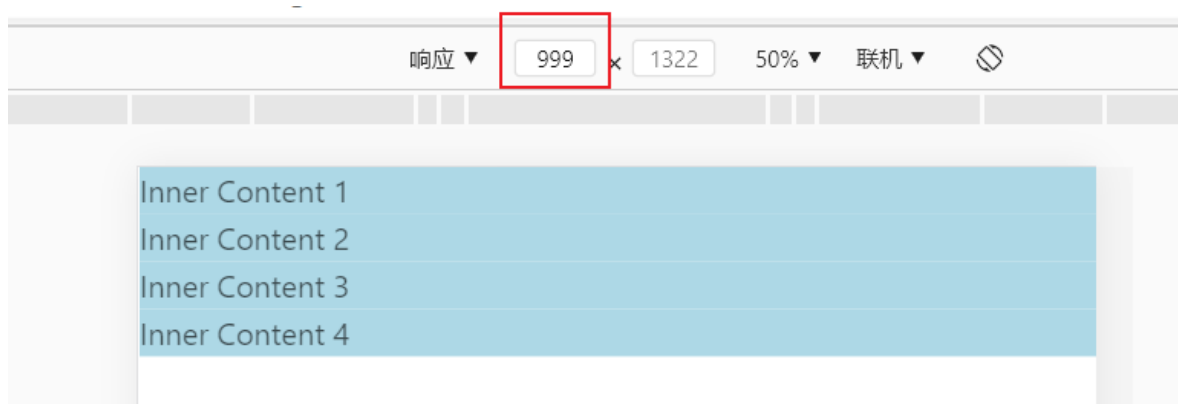 响应 ▼ 999 × 1322 50% ▼ 联机 ▼
Inner Content 1
Inner Content 2
Inner Content 3
Inner Content 4